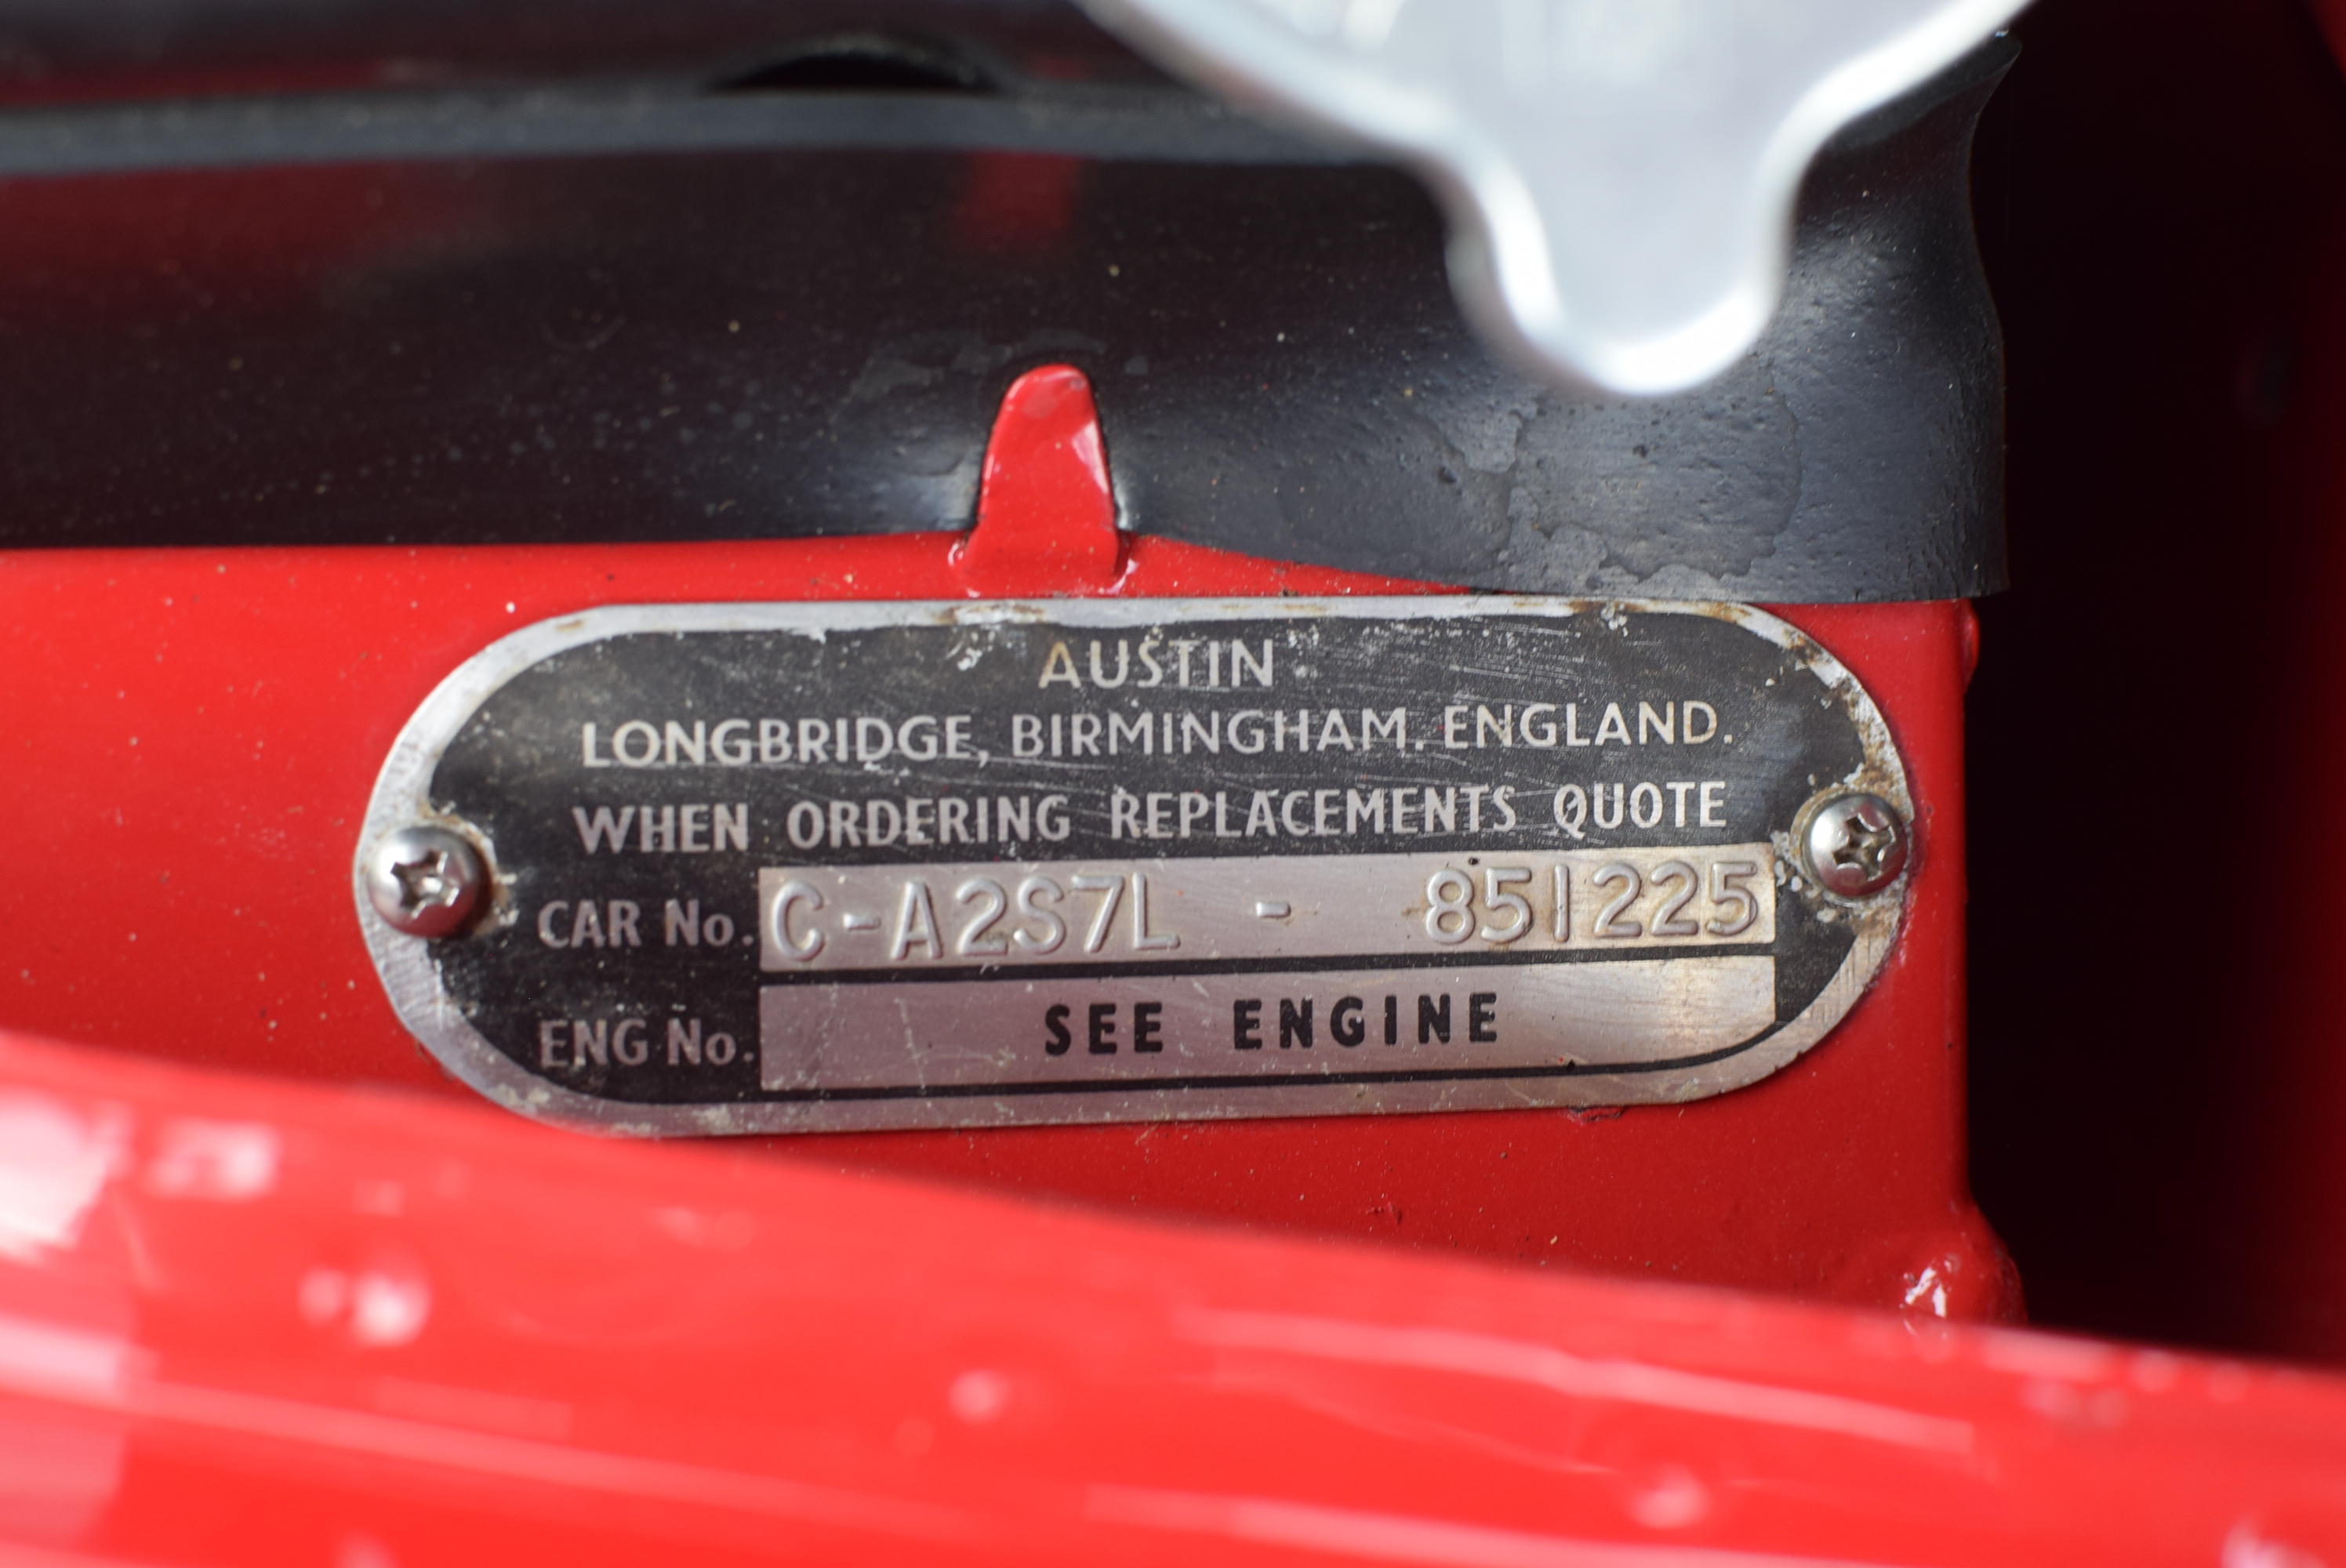 AUSTIN
LONGBRIDGE, BIRMINGHAM. ENGLAND.
WHEN ORDERING REPLACEMENTS QUOTE
CAR No. C-A2S7L - 851225
ENG No. SEE ENGINE